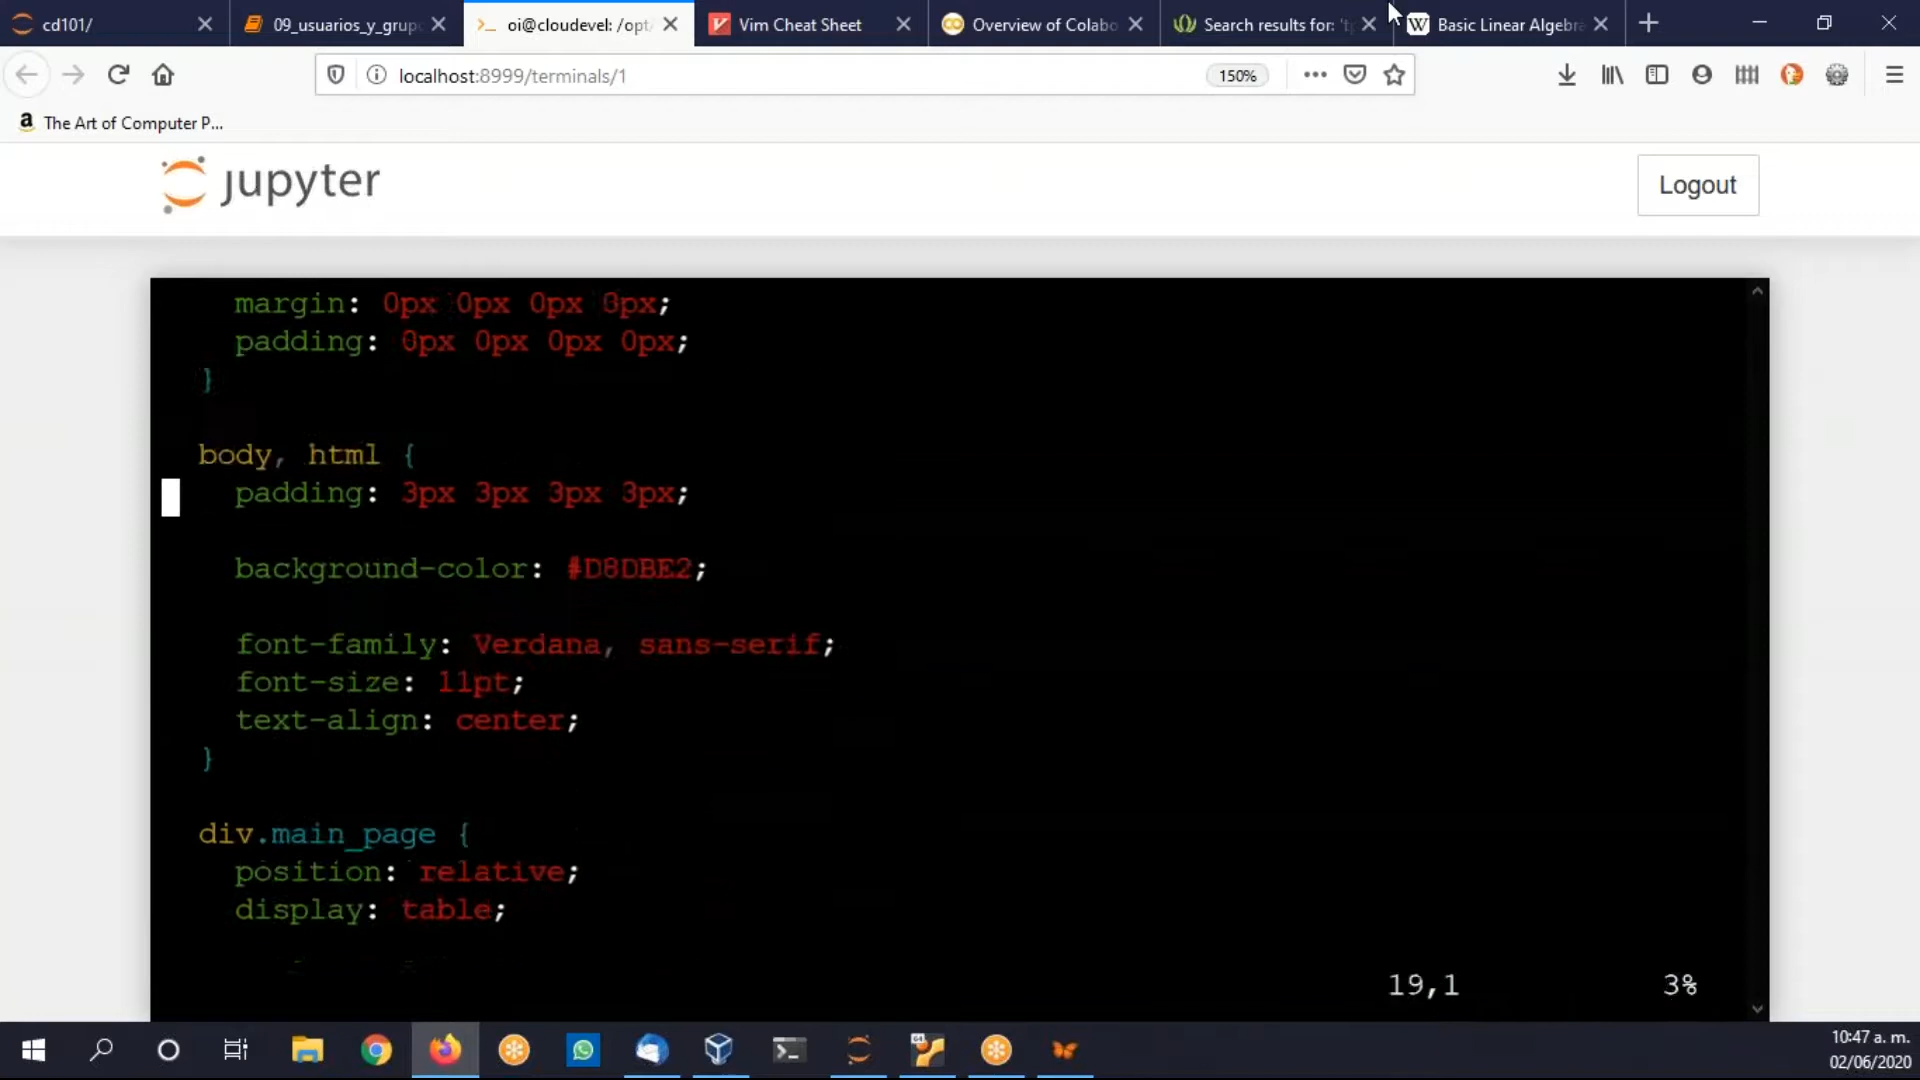 cd101/
09_usuarios_y_grup
oi@cloudevel: /opt/
Vim Cheat Sheet
Overview of Colabo
Search results for: 't
Basic Linear Algebra
localhost:8999/terminals/1
150%
The Art of Computer P...
jupyter
Logout
margin: 0px 0px 0px 0px;
padding: 0px 0px 0px 0px;
}
body, html {
padding: 3px 3px 3px 3px;
background-color: #D8DBE2;
font-family: Verdana, sans-serif;
font-size: 11pt;
text-align: center;
}
div.main_page {
position: relative;
display: table;
19,1 3%
10:47 a. m.
02/06/2020